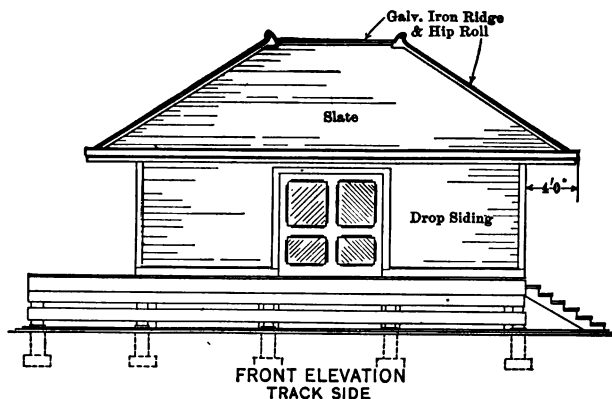 Galv. Iron Ridge
& Hip Roll
Slate
4'0"
Drop Siding
FRONT ELEVATION
TRACK SIDE